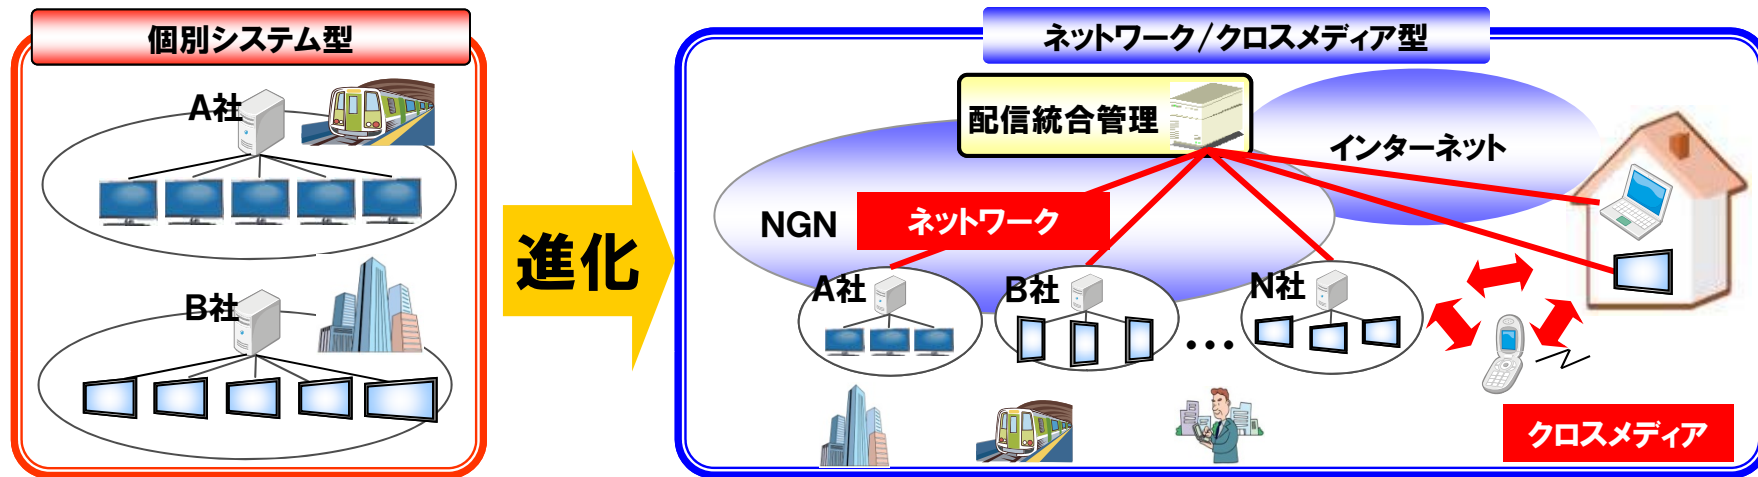 個別システム型
A社
B社
進化
ネットワーク/クロスメディア型
配信統合管理
インターネット
NGN
ネットワーク
A社
B社
N社
・・・
クロスメディア